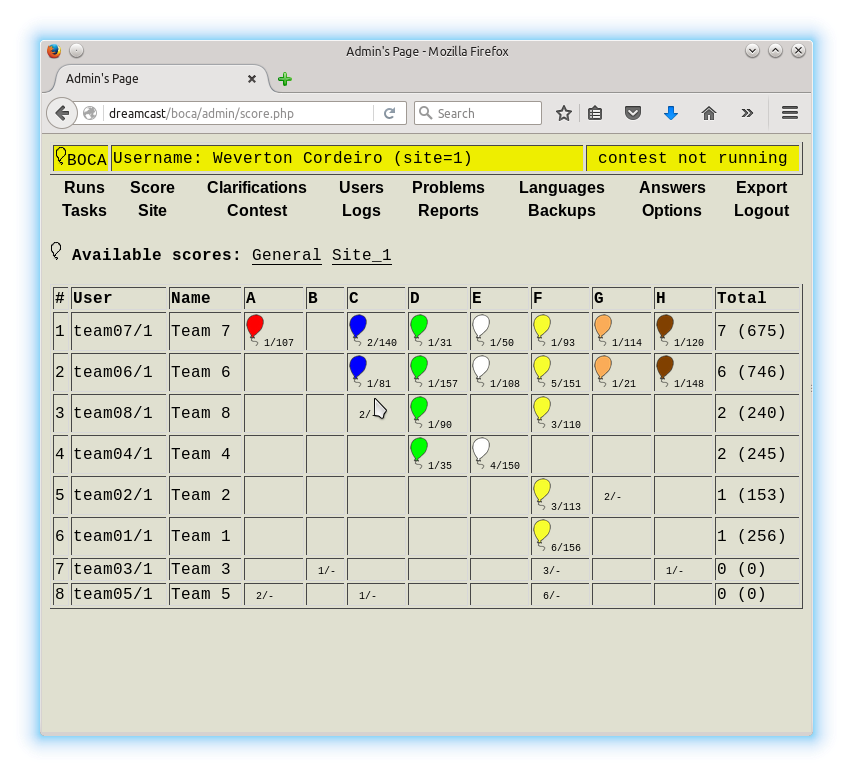 Admin's Page - Mozilla Firefox
Admin's Page
dreamcast/boca/admin/score.php Search
BOCA Username: Weverton Cordeiro (site=1) contest not running
Runs Score Clarifications Users Problems Languages Answers Export
Tasks Site Contest Logs Reports Backups Options Logout
Available scores: General Site_1
# User Name A B C D E F G H Total
1 team07/1 Team 7 1/107 2/140 1/31 1/50 1/93 1/114 1/120 7 (675)
2 team06/1 Team 6 1/81 1/157 1/108 5/151 1/21 1/148 6 (746)
3 team08/1 Team 8 2/- 1/90 3/110 2 (240)
4 team04/1 Team 4 1/35 4/150 2 (245)
5 team02/1 Team 2 3/113 2/- 1 (153)
6 team01/1 Team 1 6/156 1 (256)
7 team03/1 Team 3 1/- 3/- 1/- 0 (0)
8 team05/1 Team 5 2/- 1/- 6/- 0 (0)